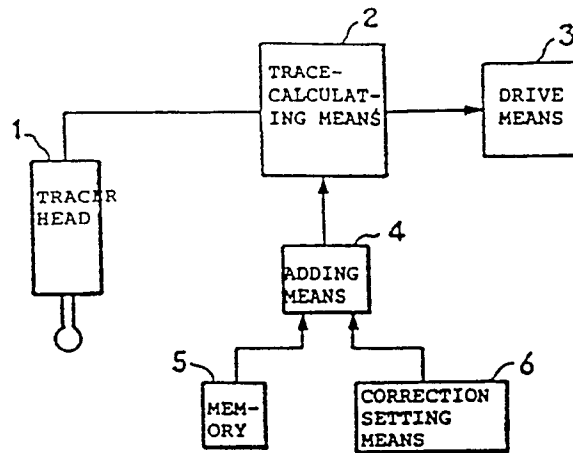 2
TRACE-
CALCULAT-
ING MEANS
3
DRIVE
MEANS
1
TRACER
HEAD
4
ADDING
MEANS
5
MEM-
ORY
6
CORRECTION
SETTING
MEANS